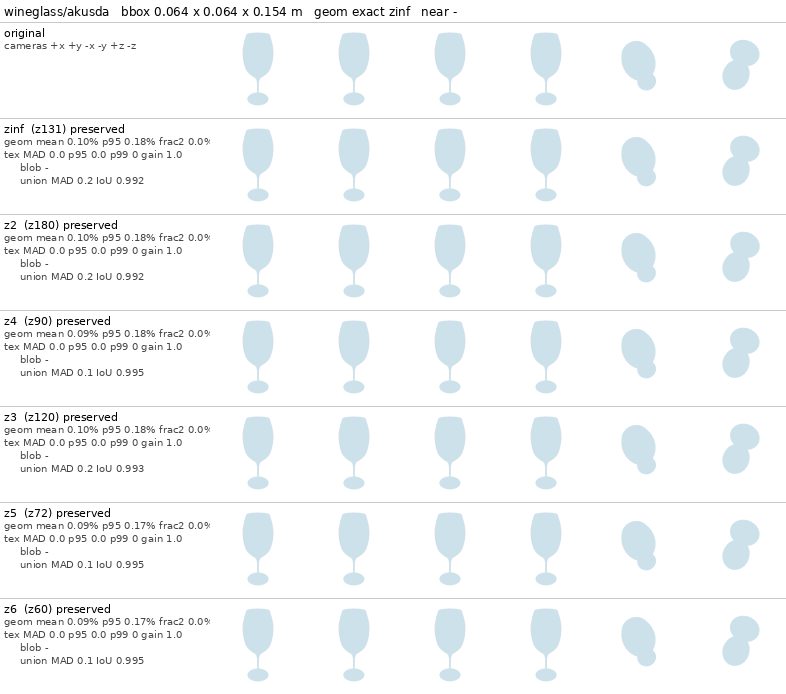 wineglass/akusda   bbox 0.064 x 0.064 x 0.154 m   geom exact zinf   near -
original
cameras +x +y -x -y +z -z
zinf  (z131) preserved
geom mean 0.10% p95 0.18% frac2 0.0%
tex MAD 0.0 p95 0.0 p99 0 gain 1.0
blob -
union MAD 0.2 IoU 0.992
z2  (z180) preserved
geom mean 0.10% p95 0.18% frac2 0.0%
tex MAD 0.0 p95 0.0 p99 0 gain 1.0
blob -
union MAD 0.2 IoU 0.992
z4  (z90) preserved
geom mean 0.09% p95 0.18% frac2 0.0%
tex MAD 0.0 p95 0.0 p99 0 gain 1.0
blob -
union MAD 0.1 IoU 0.995
z3  (z120) preserved
geom mean 0.10% p95 0.18% frac2 0.0%
tex MAD 0.0 p95 0.0 p99 0 gain 1.0
blob -
union MAD 0.2 IoU 0.993
z5  (z72) preserved
geom mean 0.09% p95 0.17% frac2 0.0%
tex MAD 0.0 p95 0.0 p99 0 gain 1.0
blob -
union MAD 0.1 IoU 0.995
z6  (z60) preserved
geom mean 0.09% p95 0.17% frac2 0.0%
tex MAD 0.0 p95 0.0 p99 0 gain 1.0
blob -
union MAD 0.1 IoU 0.995